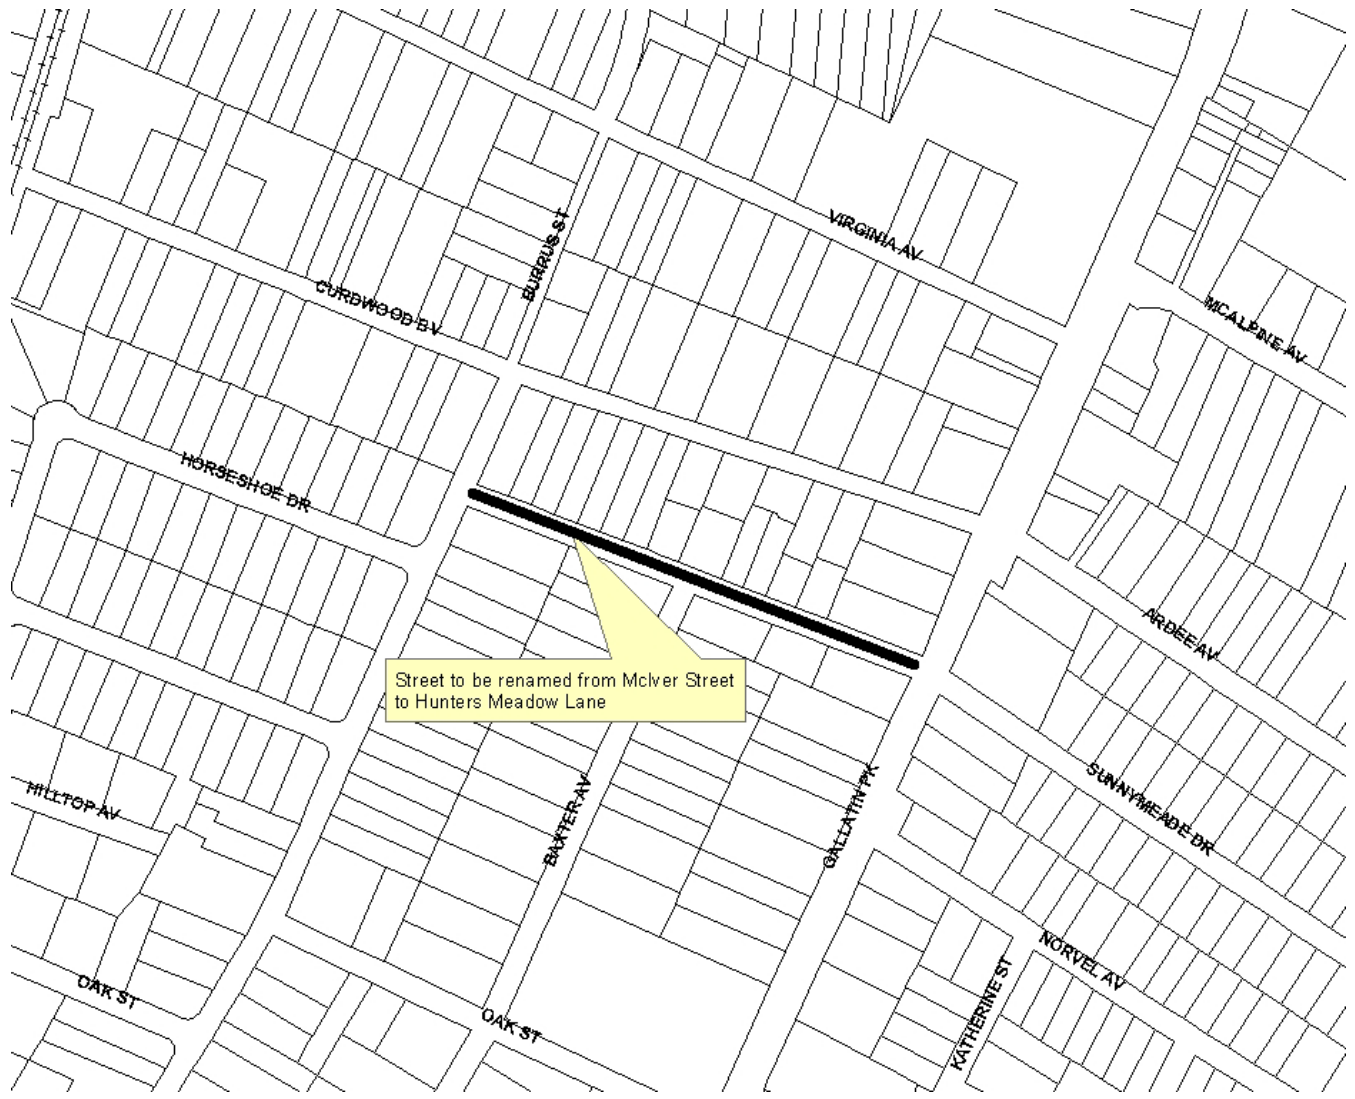 VIRGINIA AV
BURRUS ST
CURDWOOD BV
MCALPINE AV
HORSESHOE DR
ARDEE AV
Street to be renamed from McIver Street
to Hunters Meadow Lane
SUNNYMEADE DR
HILLTOP AV
BAXTER AV
GALLATIN PK
NORVEL AV
OAK ST
OAK ST
KATHERINE ST